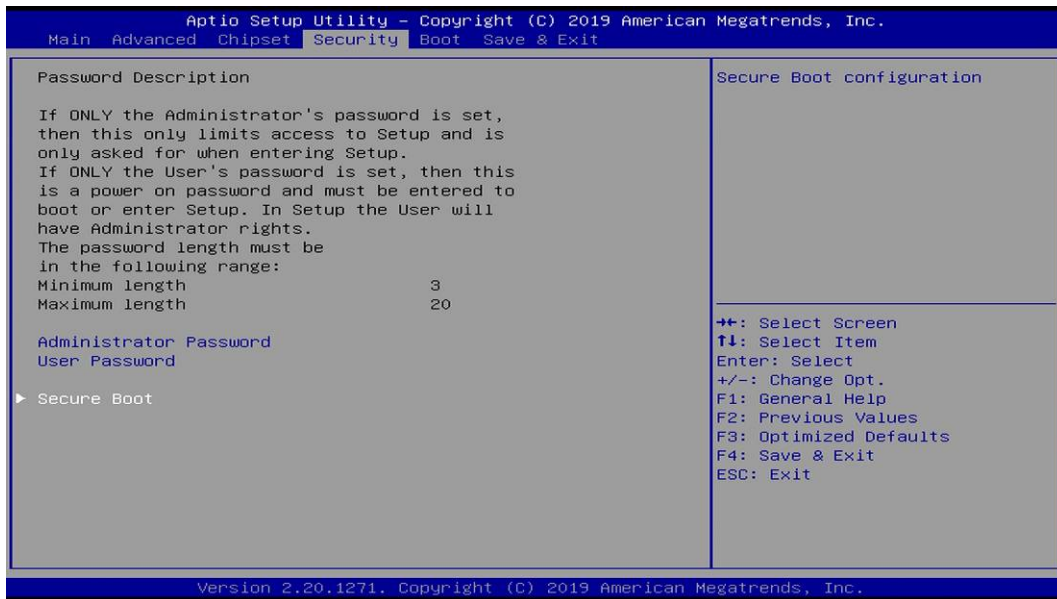 Aptio Setup Utility – Copyright (C) 2019 American Megatrends, Inc.
Main Advanced Chipset Security Boot Save & Exit
Password Description
If ONLY the Administrator's password is set,
then this only limits access to Setup and is
only asked for when entering Setup.
If ONLY the User's password is set, then this
is a power on password and must be entered to
boot or enter Setup. In Setup the User will
have Administrator rights.
The password length must be
in the following range:
Minimum length 3
Maximum length 20
Administrator Password
User Password
► Secure Boot
Secure Boot configuration
→←: Select Screen
↑↓: Select Item
Enter: Select
+/-: Change Opt.
F1: General Help
F2: Previous Values
F3: Optimized Defaults
F4: Save & Exit
ESC: Exit
Version 2.20.1271. Copyright (C) 2019 American Megatrends, Inc.